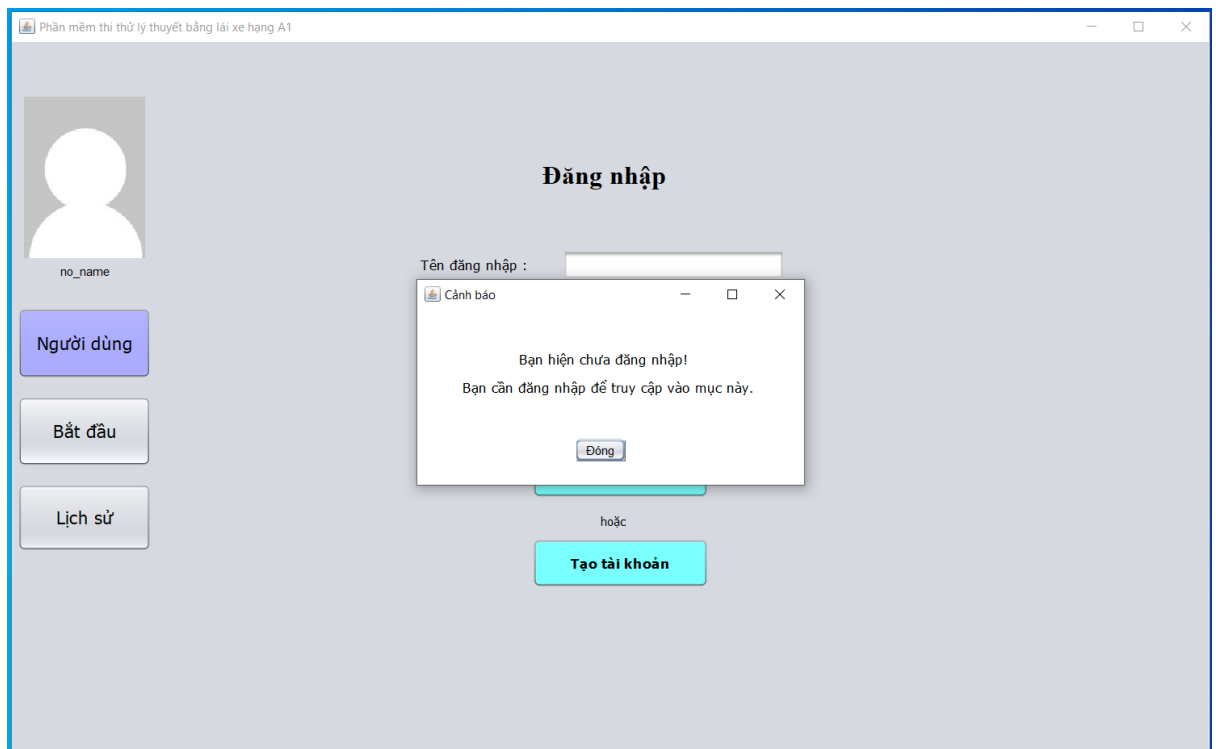 Phần mềm thi thử lý thuyết bằng lái xe hạng A1
no_name
Người dùng
Bắt đầu
Lịch sử
Đăng nhập
Tên đăng nhập :
Cảnh báo
Bạn hiện chưa đăng nhập!
Bạn cần đăng nhập để truy cập vào mục này.
Đóng
hoặc
Tạo tài khoản